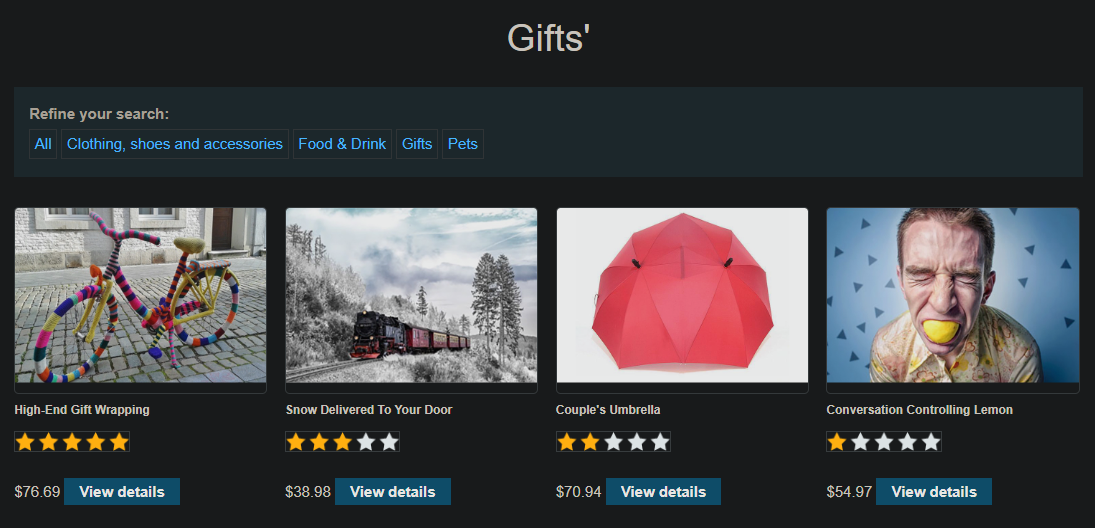 Gifts'
Refine your search:
All Clothing, shoes and accessories Food & Drink Gifts Pets
High-End Gift Wrapping
Snow Delivered To Your Door
Couple's Umbrella
Conversation Controlling Lemon
$76.69 View details
$38.98 View details
$70.94 View details
$54.97 View details